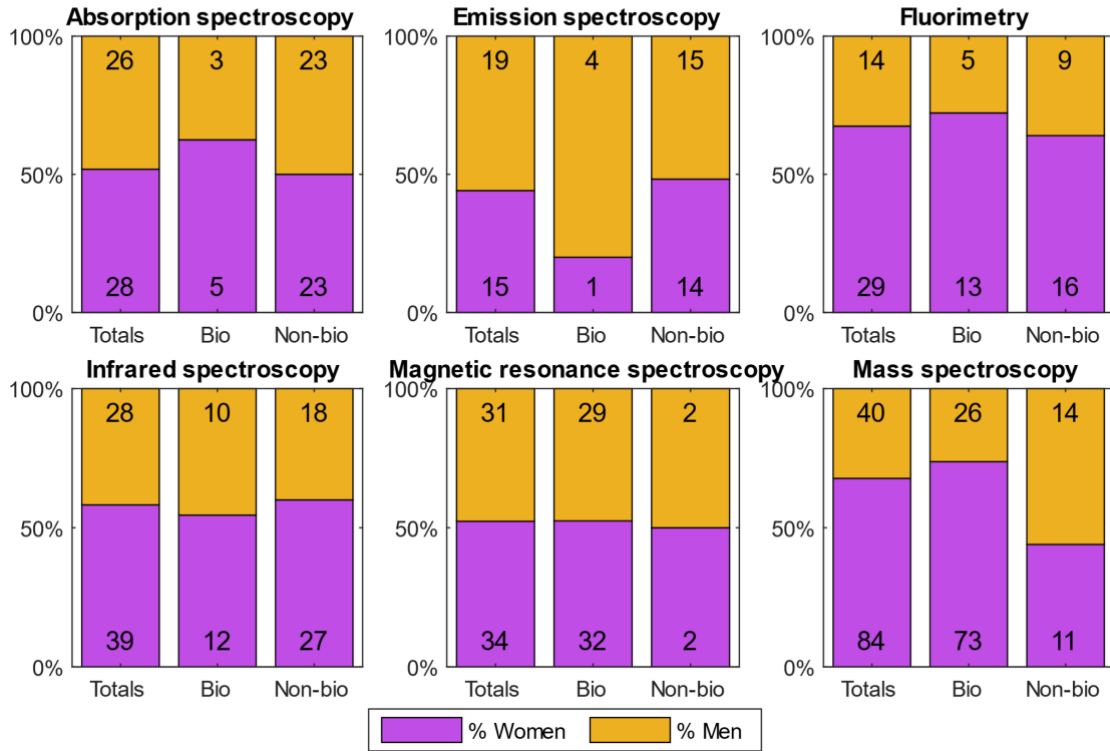 Absorption spectroscopy
100%
50%
0%
26 3 23
28 5 23
Totals Bio Non-bio
Emission spectroscopy
100%
50%
0%
19 4 15
15 1 14
Totals Bio Non-bio
Fluorimetry
100%
50%
0%
14 5 9
29 13 16
Totals Bio Non-bio
Infrared spectroscopy
100%
50%
0%
28 10 18
39 12 27
Totals Bio Non-bio
Magnetic resonance spectroscopy
100%
50%
0%
31 29 2
34 32 2
Totals Bio Non-bio
Mass spectroscopy
100%
50%
0%
40 26 14
84 73 11
Totals Bio Non-bio
% Women % Men